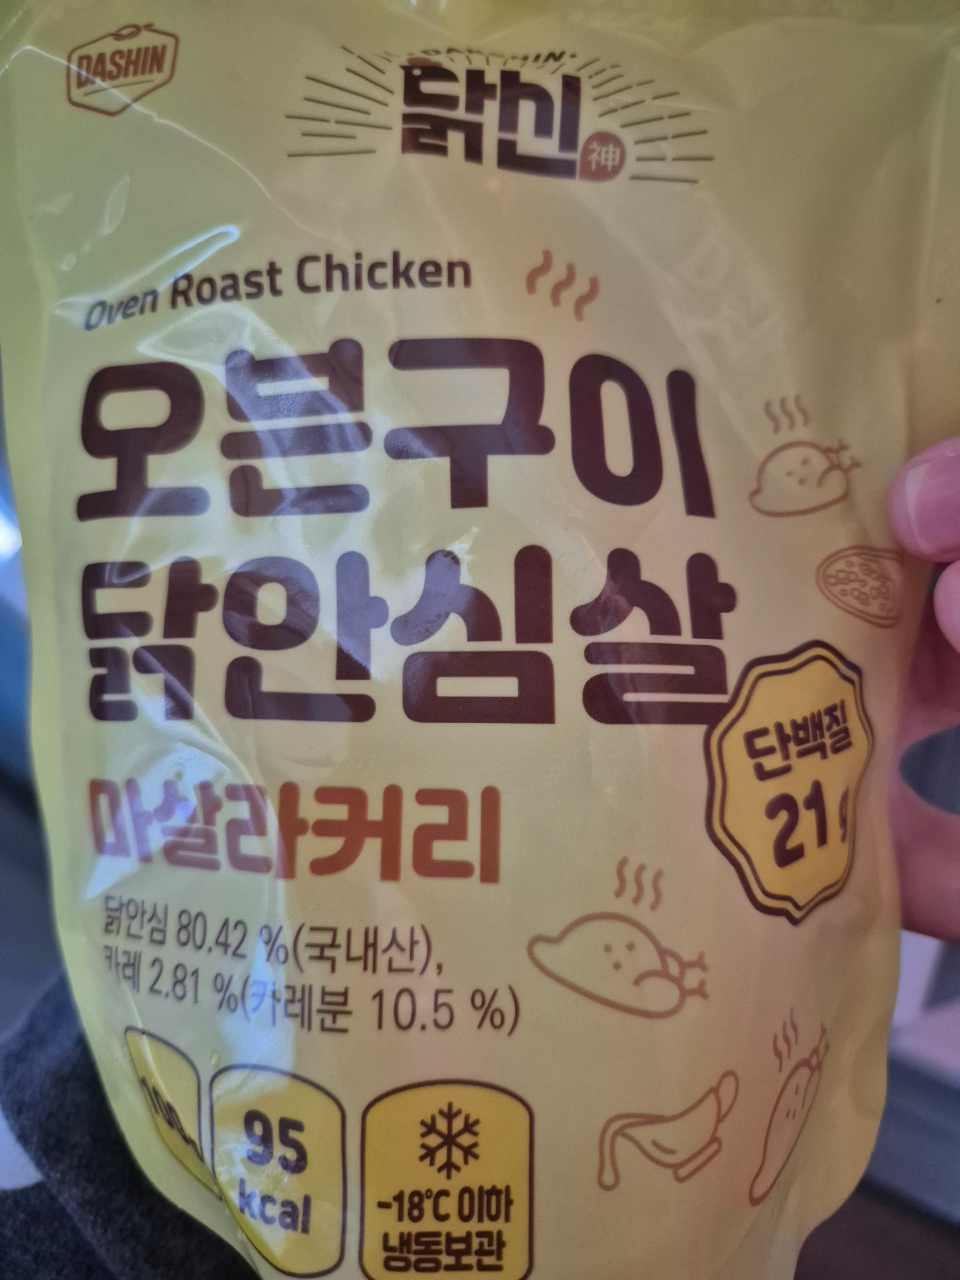 DASHIN
닭신
神
Oven Roast Chicken
오븐구이
닭안심살
단백질
21 g
마살라커리
닭안심 80.42 %(국내산),
카레 2.81 %(카레분 10.5 %)
95
kcal
-18℃ 이하
냉동보관